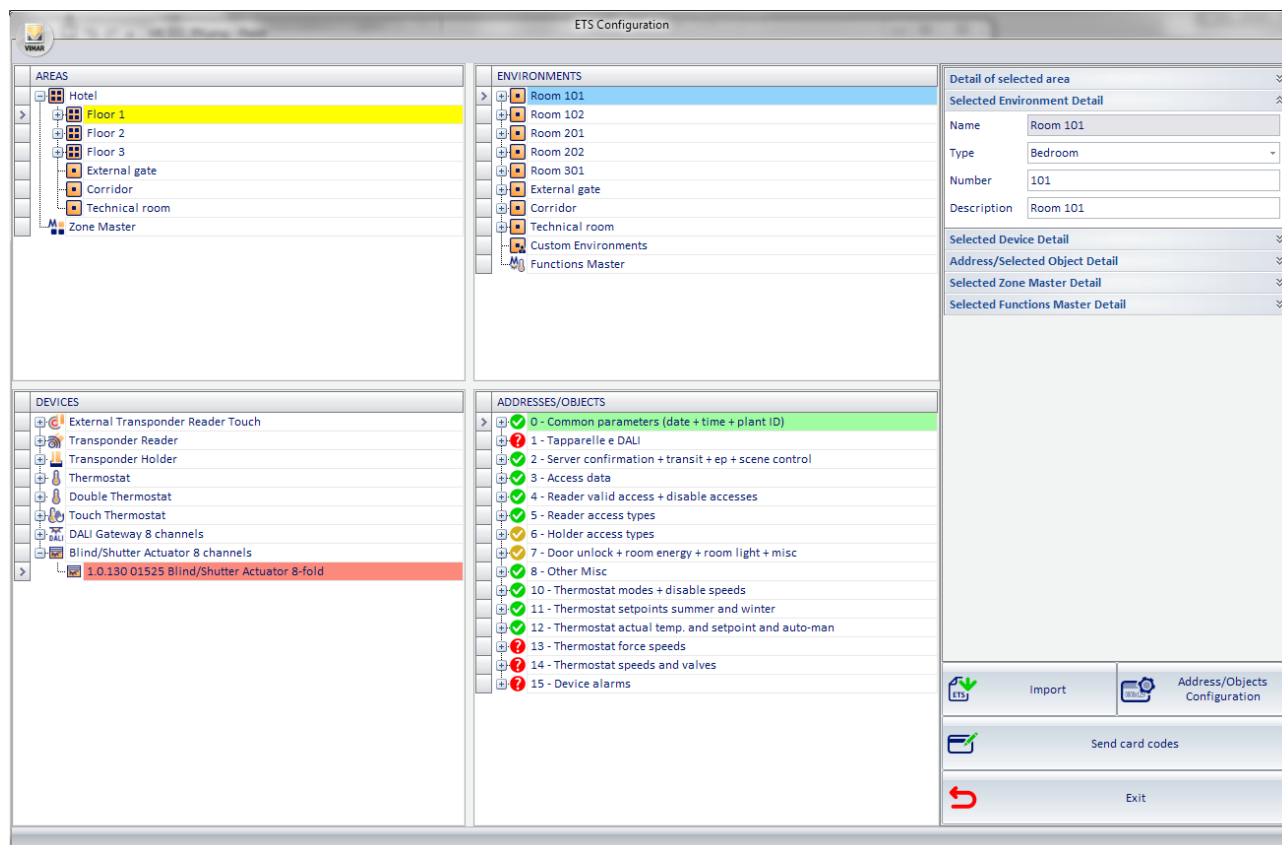 ETS Configuration
VIMAR
AREAS
Hotel
Floor 1
Floor 2
Floor 3
External gate
Corridor
Technical room
Zone Master
ENVIRONMENTS
Room 101
Room 102
Room 201
Room 202
Room 301
External gate
Corridor
Technical room
Custom Environments
Functions Master
Detail of selected area
Selected Environment Detail
Name Room 101
Type Bedroom
Number 101
Description Room 101
Selected Device Detail
Address/Selected Object Detail
Selected Zone Master Detail
Selected Functions Master Detail
DEVICES
External Transponder Reader Touch
Transponder Reader
Transponder Holder
Thermostat
Double Thermostat
Touch Thermostat
DALI DALI Gateway 8 channels
Blind/Shutter Actuator 8 channels
1.0.130 01525 Blind/Shutter Actuator 8-fold
ADDRESSES/OBJECTS
0 - Common parameters (date + time + plant ID)
1 - Tapparelle e DALI
2 - Server confirmation + transit + ep + scene control
3 - Access data
4 - Reader valid access + disable accesses
5 - Reader access types
6 - Holder access types
7 - Door unlock + room energy + room light + misc
8 - Other Misc
10 - Thermostat modes + disable speeds
11 - Thermostat setpoints summer and winter
12 - Thermostat actual temp. and setpoint and auto-man
13 - Thermostat force speeds
14 - Thermostat speeds and valves
15 - Device alarms
ETS Import
Address/Objects
Configuration
Send card codes
Exit